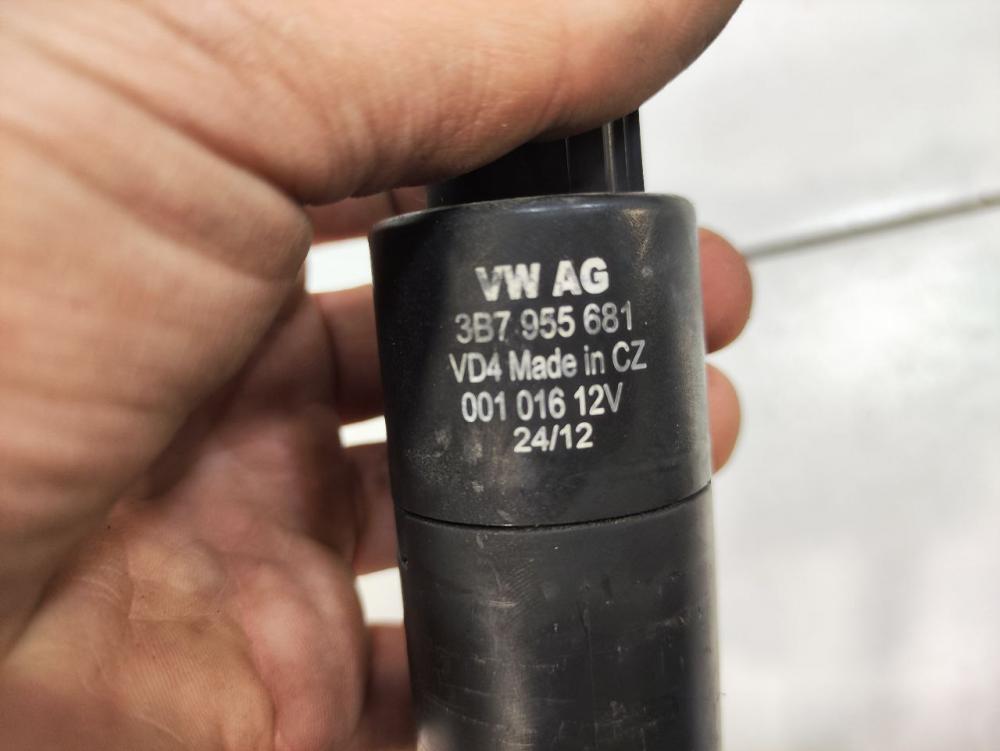 VW AG
3B7 955 681
VD4 Made in CZ
001 016 12V
24/12